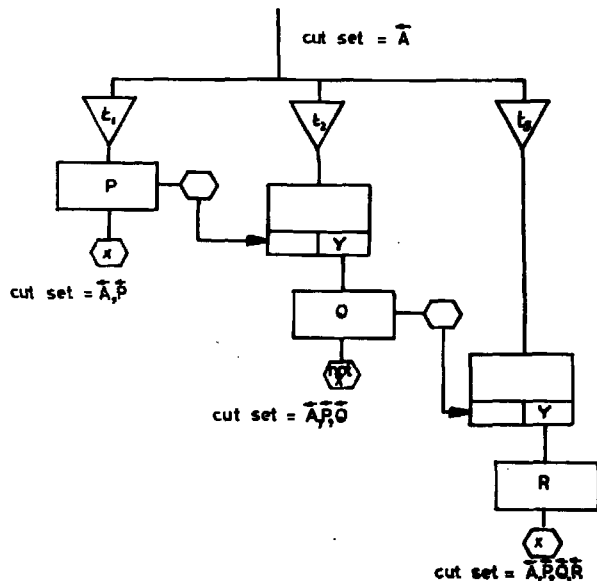 cut set = A⃖
t₁
t₂
t₃
P
Y
x
cut set = A⃖,P⃖
Q
not x
Y
cut set = A⃖,P⃖,Q⃖
R
x
cut set = A⃖,P⃖,Q⃖,R⃖